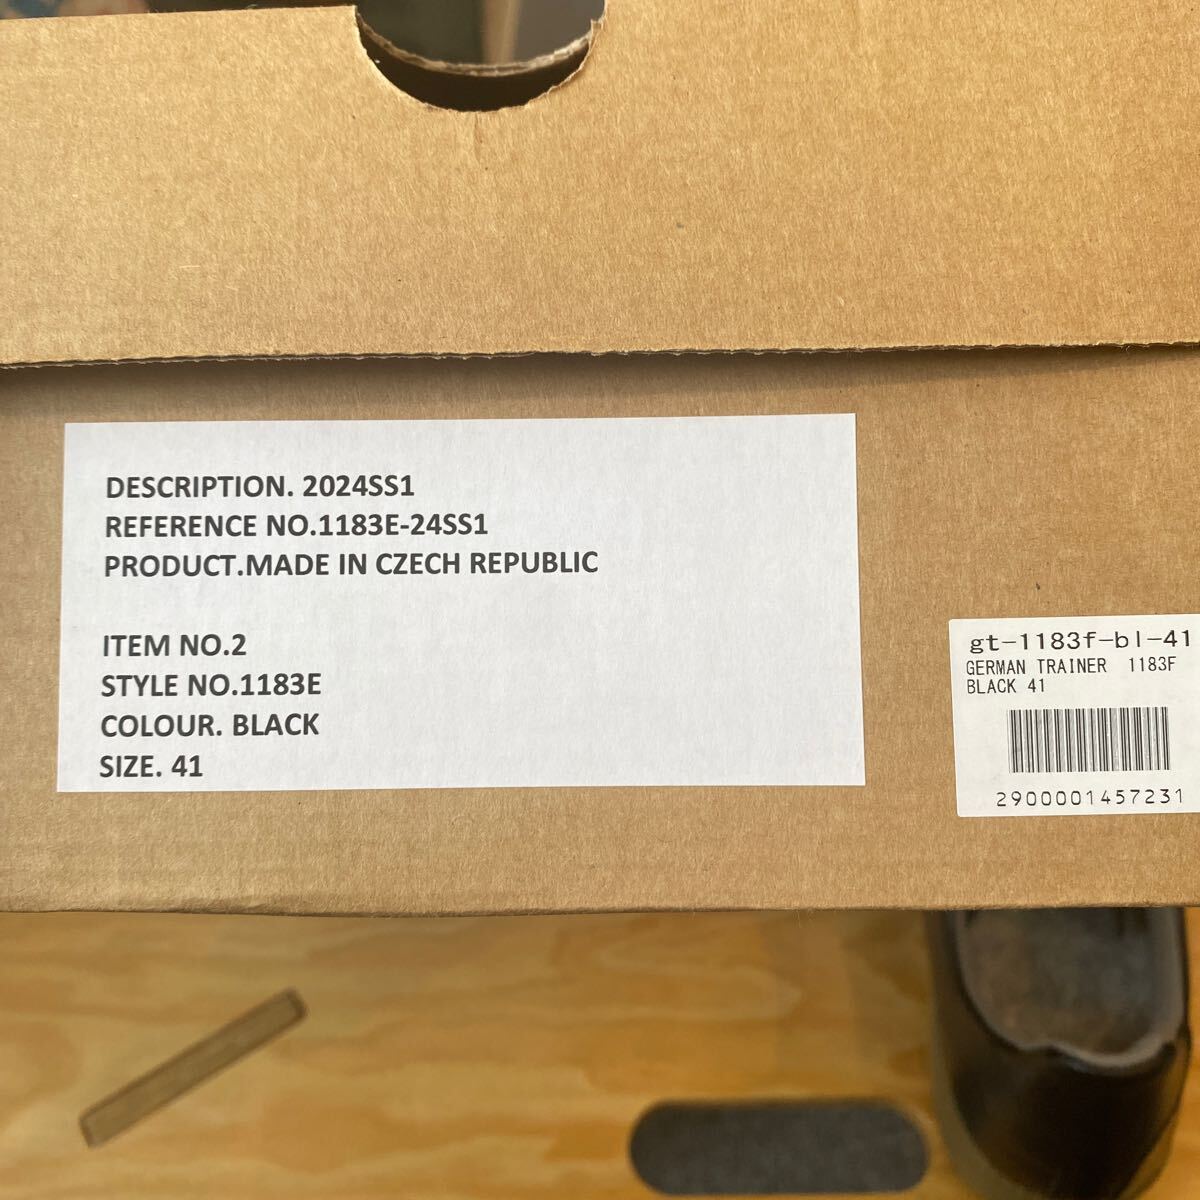 DESCRIPTION. 2024SS1
REFERENCE NO.1183E-24SS1
PRODUCT.MADE IN CZECH REPUBLIC
ITEM NO.2
STYLE NO.1183E
COLOUR. BLACK
SIZE. 41
gt-1183f-bl-41
GERMAN TRAINER 1183F
BLACK 41
2900001457231